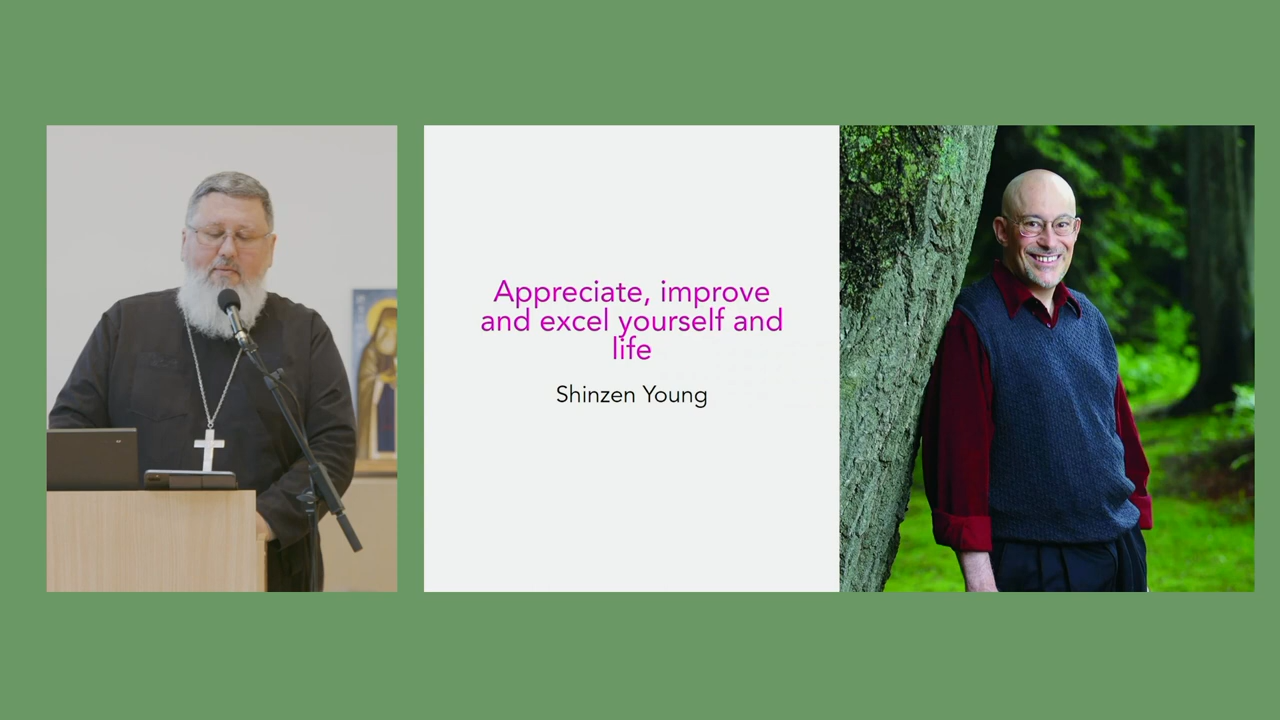 Appreciate, improve
and excel yourself and
life
Shinzen Young